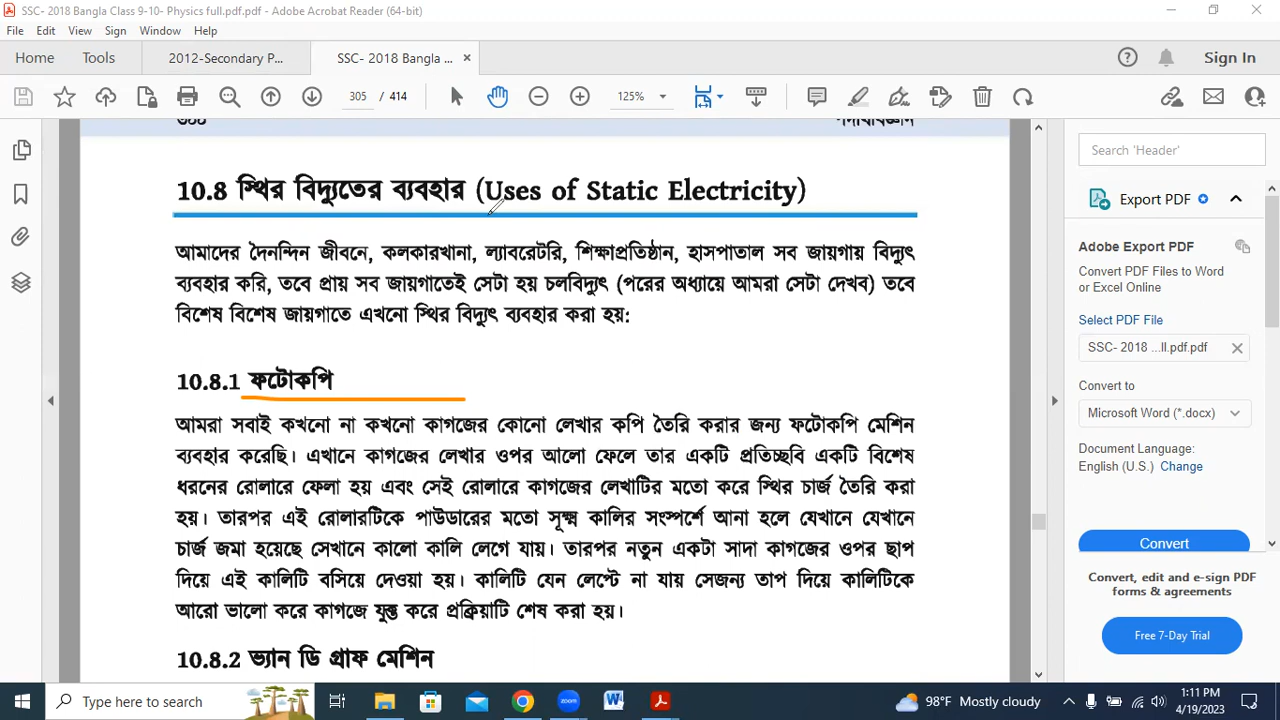 SSC- 2018 Bangla Class 9-10- Physics full.pdf.pdf - Adobe Acrobat Reader (64-bit)
File Edit View Sign Window Help
Home Tools 2012-Secondary P... SSC- 2018 Bangla ... × Sign In
305 / 414 125%
৩০০ পদার্থবিজ্ঞান
10.8 স্থির বিদ্যুতের ব্যবহার (Uses of Static Electricity)
আমাদের দৈনন্দিন জীবনে, কলকারখানা, ল্যাবরেটরি, শিক্ষাপ্রতিষ্ঠান, হাসপাতাল সব জায়গায় বিদ্যুৎ
ব্যবহার করি, তবে প্রায় সব জায়গাতেই সেটা হয় চলবিদ্যুৎ (পরের অধ্যায়ে আমরা সেটা দেখব) তবে
বিশেষ বিশেষ জায়গাতে এখনো স্থির বিদ্যুৎ ব্যবহার করা হয়:
10.8.1 ফটোকপি
আমরা সবাই কখনো না কখনো কাগজের কোনো লেখার কপি তৈরি করার জন্য ফটোকপি মেশিন
ব্যবহার করেছি। এখানে কাগজের লেখার ওপর আলো ফেলে তার একটি প্রতিচ্ছবি একটি বিশেষ
ধরনের রোলারে ফেলা হয় এবং সেই রোলারে কাগজের লেখাটির মতো করে স্থির চার্জ তৈরি করা
হয়। তারপর এই রোলারটিকে পাউডারের মতো সূক্ষ্ম কালির সংস্পর্শে আনা হলে যেখানে যেখানে
চার্জ জমা হয়েছে সেখানে কালো কালি লেগে যায়। তারপর নতুন একটা সাদা কাগজের ওপর ছাপ
দিয়ে এই কালিটি বসিয়ে দেওয়া হয়। কালিটি যেন লেপ্টে না যায় সেজন্য তাপ দিয়ে কালিটিকে
আরো ভালো করে কাগজে যুক্ত করে প্রক্রিয়াটি শেষ করা হয়।
10.8.2 ভ্যান ডি গ্রাফ মেশিন
Search 'Header'
Export PDF
Adobe Export PDF
Convert PDF Files to Word
or Excel Online
Select PDF File
SSC- 2018 ...ll.pdf.pdf
Convert to
Microsoft Word (*.docx)
Document Language:
English (U.S.) Change
Convert
Convert, edit and e-sign PDF
forms & agreements
Free 7-Day Trial
Type here to search
zoom
98°F Mostly cloudy
1:11 PM
4/19/2023